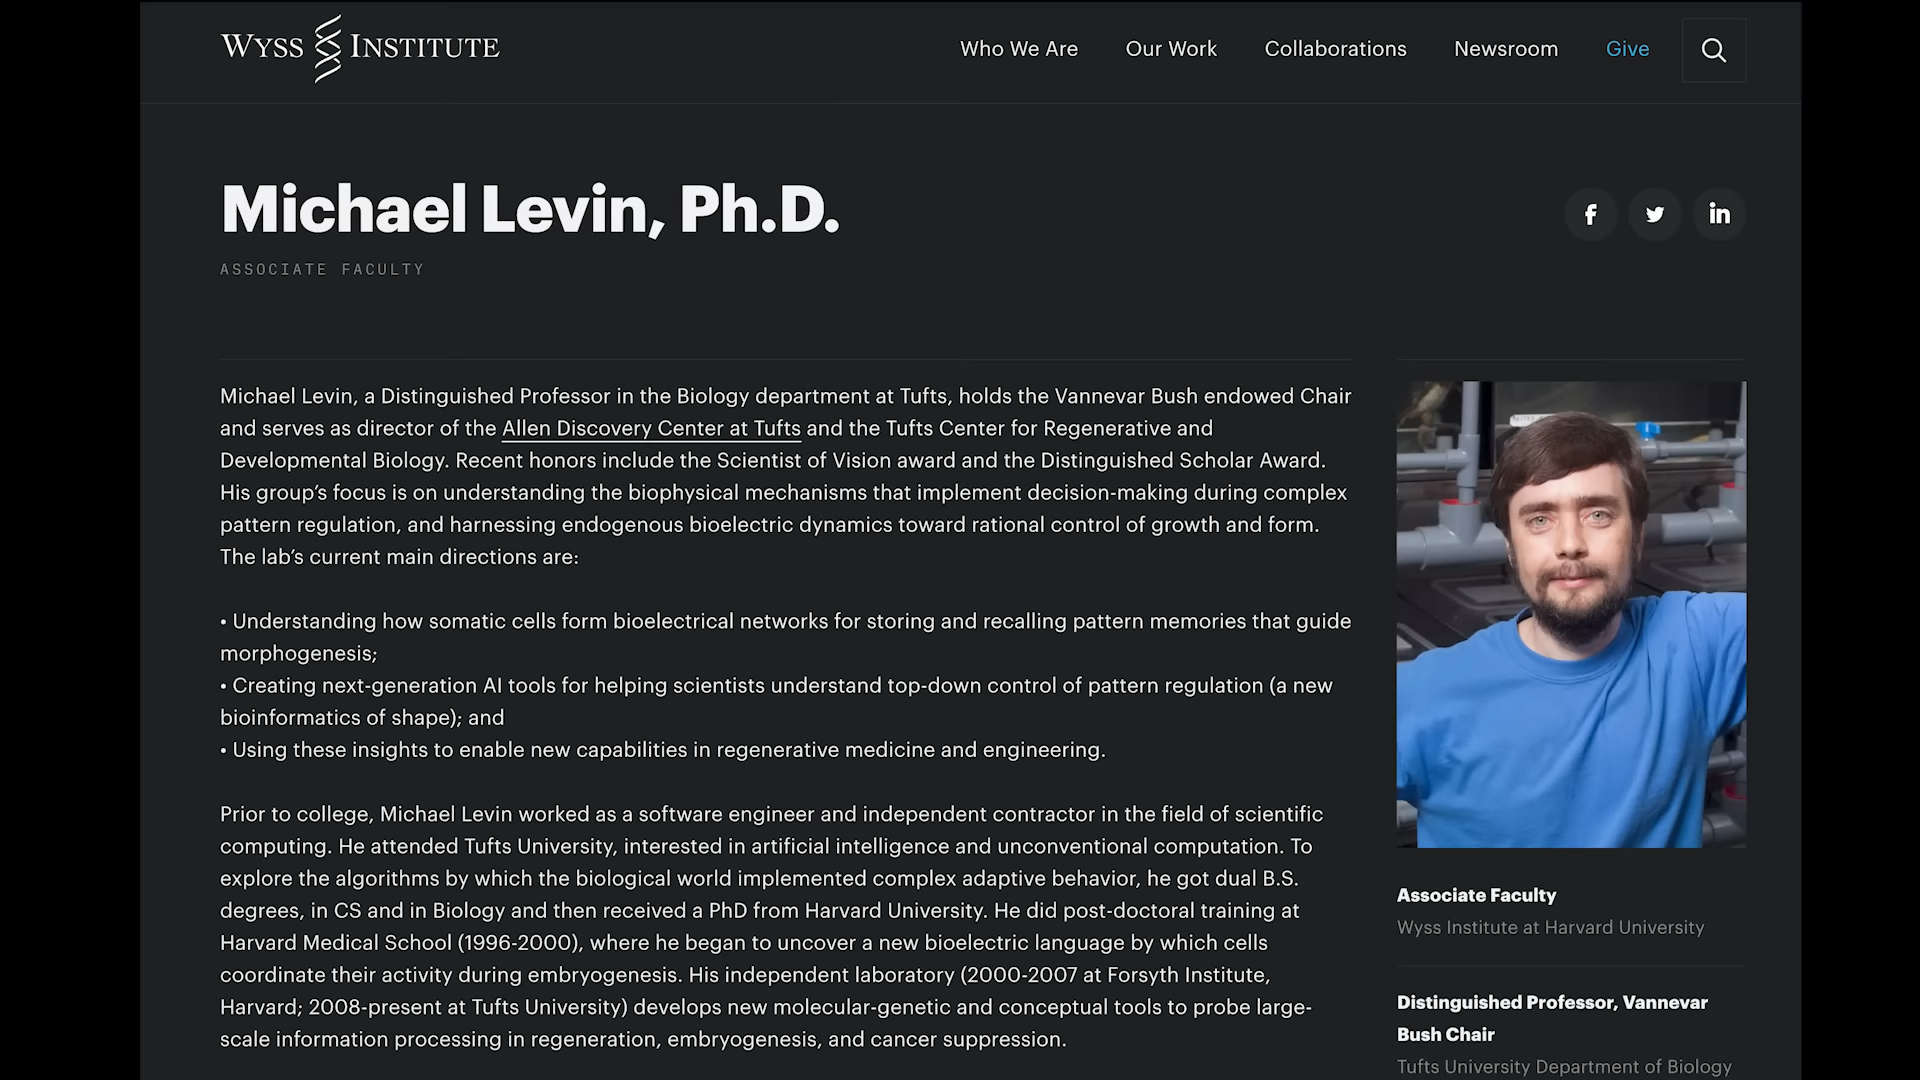 WYSS INSTITUTE
Who We Are
Our Work
Collaborations
Newsroom
Give
Michael Levin, Ph.D.
ASSOCIATE FACULTY
Michael Levin, a Distinguished Professor in the Biology department at Tufts, holds the Vannevar Bush endowed Chair
and serves as director of the Allen Discovery Center at Tufts and the Tufts Center for Regenerative and
Developmental Biology. Recent honors include the Scientist of Vision award and the Distinguished Scholar Award.
His group’s focus is on understanding the biophysical mechanisms that implement decision-making during complex
pattern regulation, and harnessing endogenous bioelectric dynamics toward rational control of growth and form.
The lab’s current main directions are:
• Understanding how somatic cells form bioelectrical networks for storing and recalling pattern memories that guide
morphogenesis;
• Creating next-generation AI tools for helping scientists understand top-down control of pattern regulation (a new
bioinformatics of shape); and
• Using these insights to enable new capabilities in regenerative medicine and engineering.
Prior to college, Michael Levin worked as a software engineer and independent contractor in the field of scientific
computing. He attended Tufts University, interested in artificial intelligence and unconventional computation. To
explore the algorithms by which the biological world implemented complex adaptive behavior, he got dual B.S.
degrees, in CS and in Biology and then received a PhD from Harvard University. He did post-doctoral training at
Harvard Medical School (1996-2000), where he began to uncover a new bioelectric language by which cells
coordinate their activity during embryogenesis. His independent laboratory (2000-2007 at Forsyth Institute,
Harvard; 2008-present at Tufts University) develops new molecular-genetic and conceptual tools to probe large-
scale information processing in regeneration, embryogenesis, and cancer suppression.
Associate Faculty
Wyss Institute at Harvard University
Distinguished Professor, Vannevar
Bush Chair
Tufts University Department of Biology